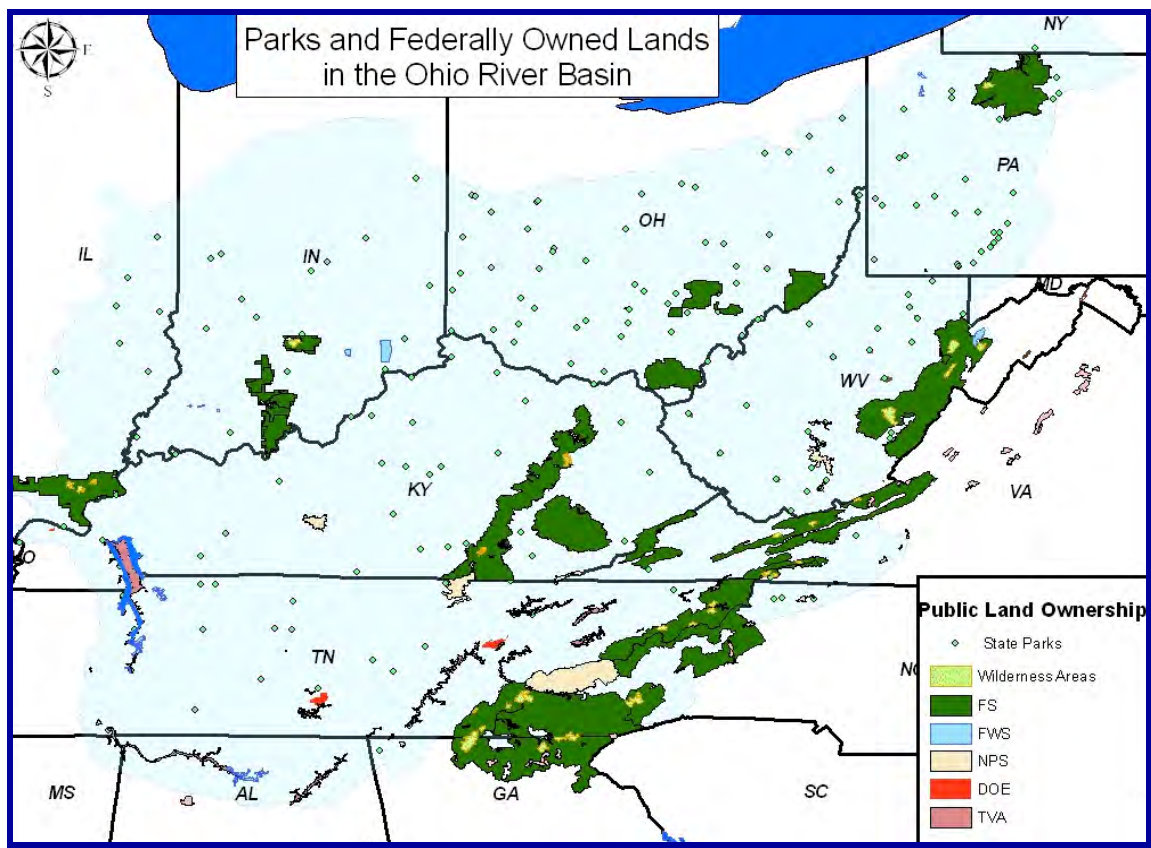 Parks and Federally Owned Lands
in the Ohio River Basin
E
S
NY
PA
OH
IL
IN
MD
WV
KY
VA
O
TN
NC
MS
AL
GA
SC
Public Land Ownership
State Parks
Wilderness Areas
FS
FWS
NPS
DOE
TVA